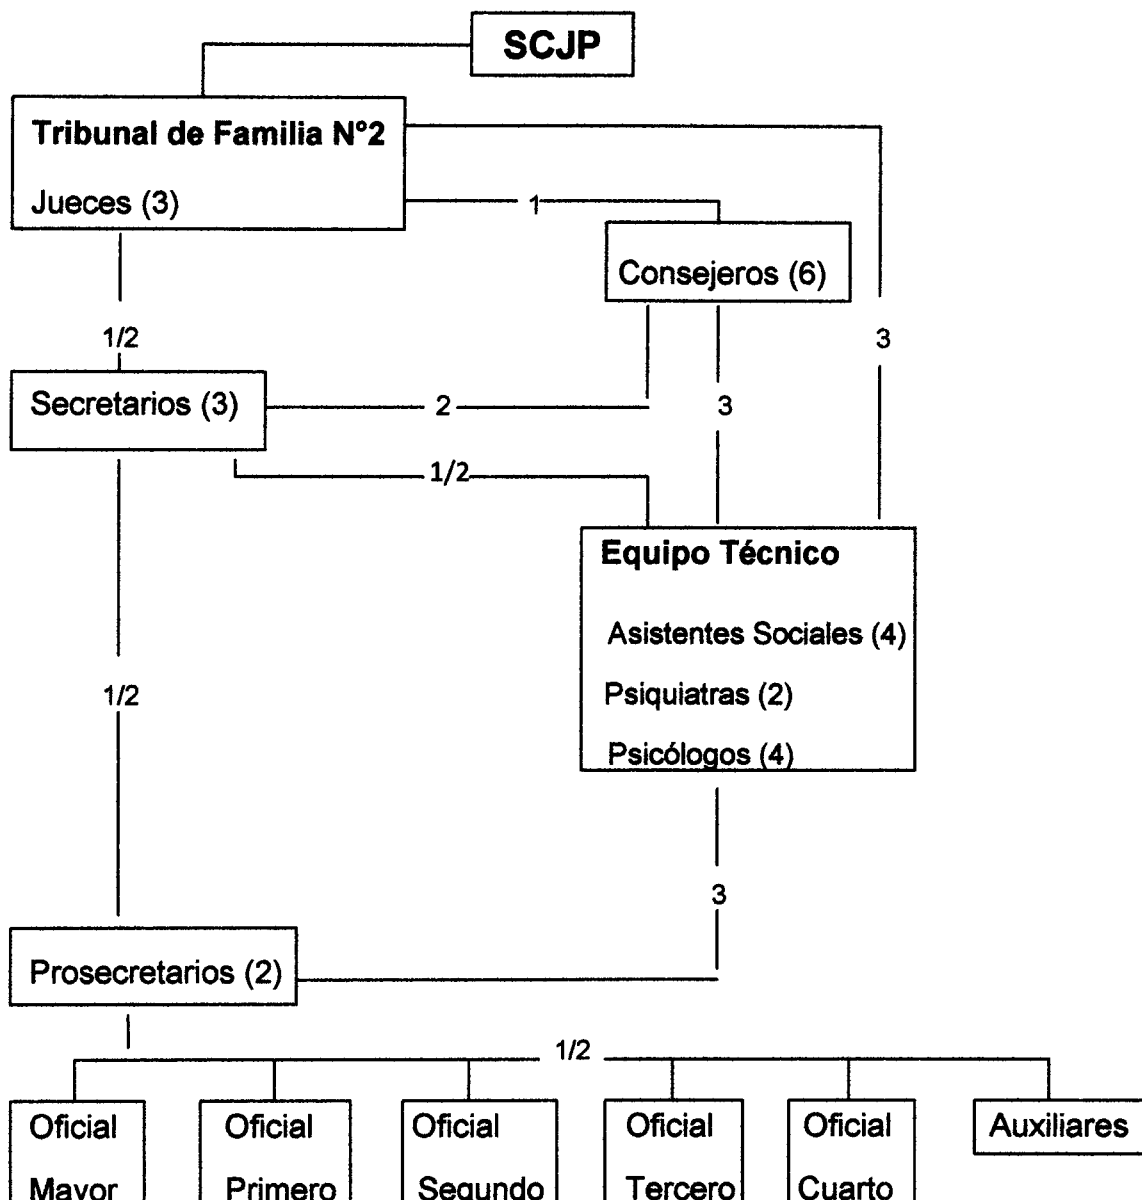 SCJP
Tribunal de Familia N°2
Jueces (3)
1
Consejeros (6)
1/2
3
Secretarios (3)
2
3
1/2
Equipo Técnico
Asistentes Sociales (4)
Psiquiatras (2)
Psicólogos (4)
1/2
3
Prosecretarios (2)
1/2
Oficial
Mayor
Oficial
Primero
Oficial
Segundo
Oficial
Tercero
Oficial
Cuarto
Auxiliares